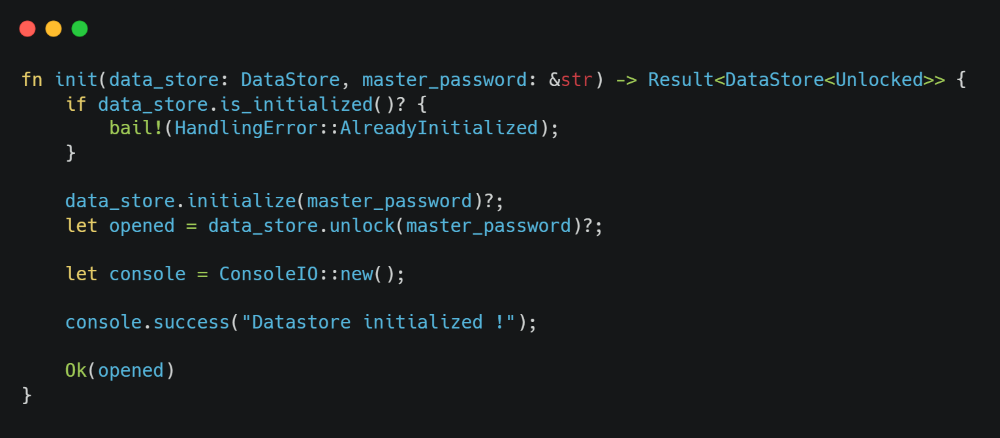 fn init(data_store: DataStore, master_password: &str) -> Result<DataStore<Unlocked>> {
    if data_store.is_initialized()? {
        bail!(HandlingError::AlreadyInitialized);
    }

    data_store.initialize(master_password)?;
    let opened = data_store.unlock(master_password)?;

    let console = ConsoleIO::new();

    console.success("Datastore initialized !");

    Ok(opened)
}